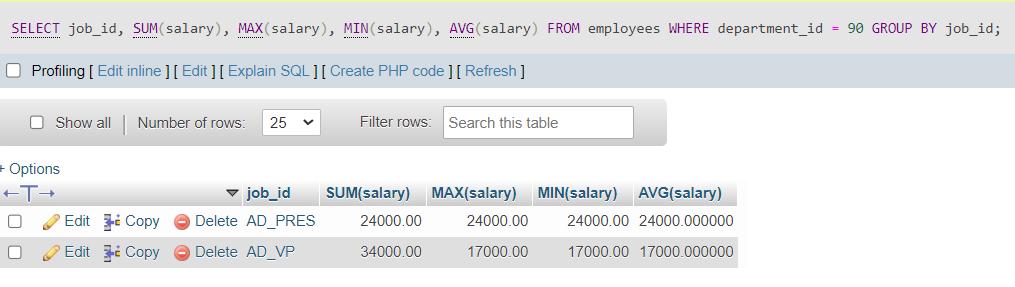 SELECT job_id, SUM(salary), MAX(salary), MIN(salary), AVG(salary) FROM employees WHERE department_id = 90 GROUP BY job_id;
Profiling [ Edit inline ] [ Edit ] [ Explain SQL ] [ Create PHP code ] [ Refresh ]
Show all | Number of rows: 25 Filter rows: Search this table
+ Options
←T→ job_id SUM(salary) MAX(salary) MIN(salary) AVG(salary)
Edit Copy Delete AD_PRES 24000.00 24000.00 24000.00 24000.000000
Edit Copy Delete AD_VP 34000.00 17000.00 17000.00 17000.000000